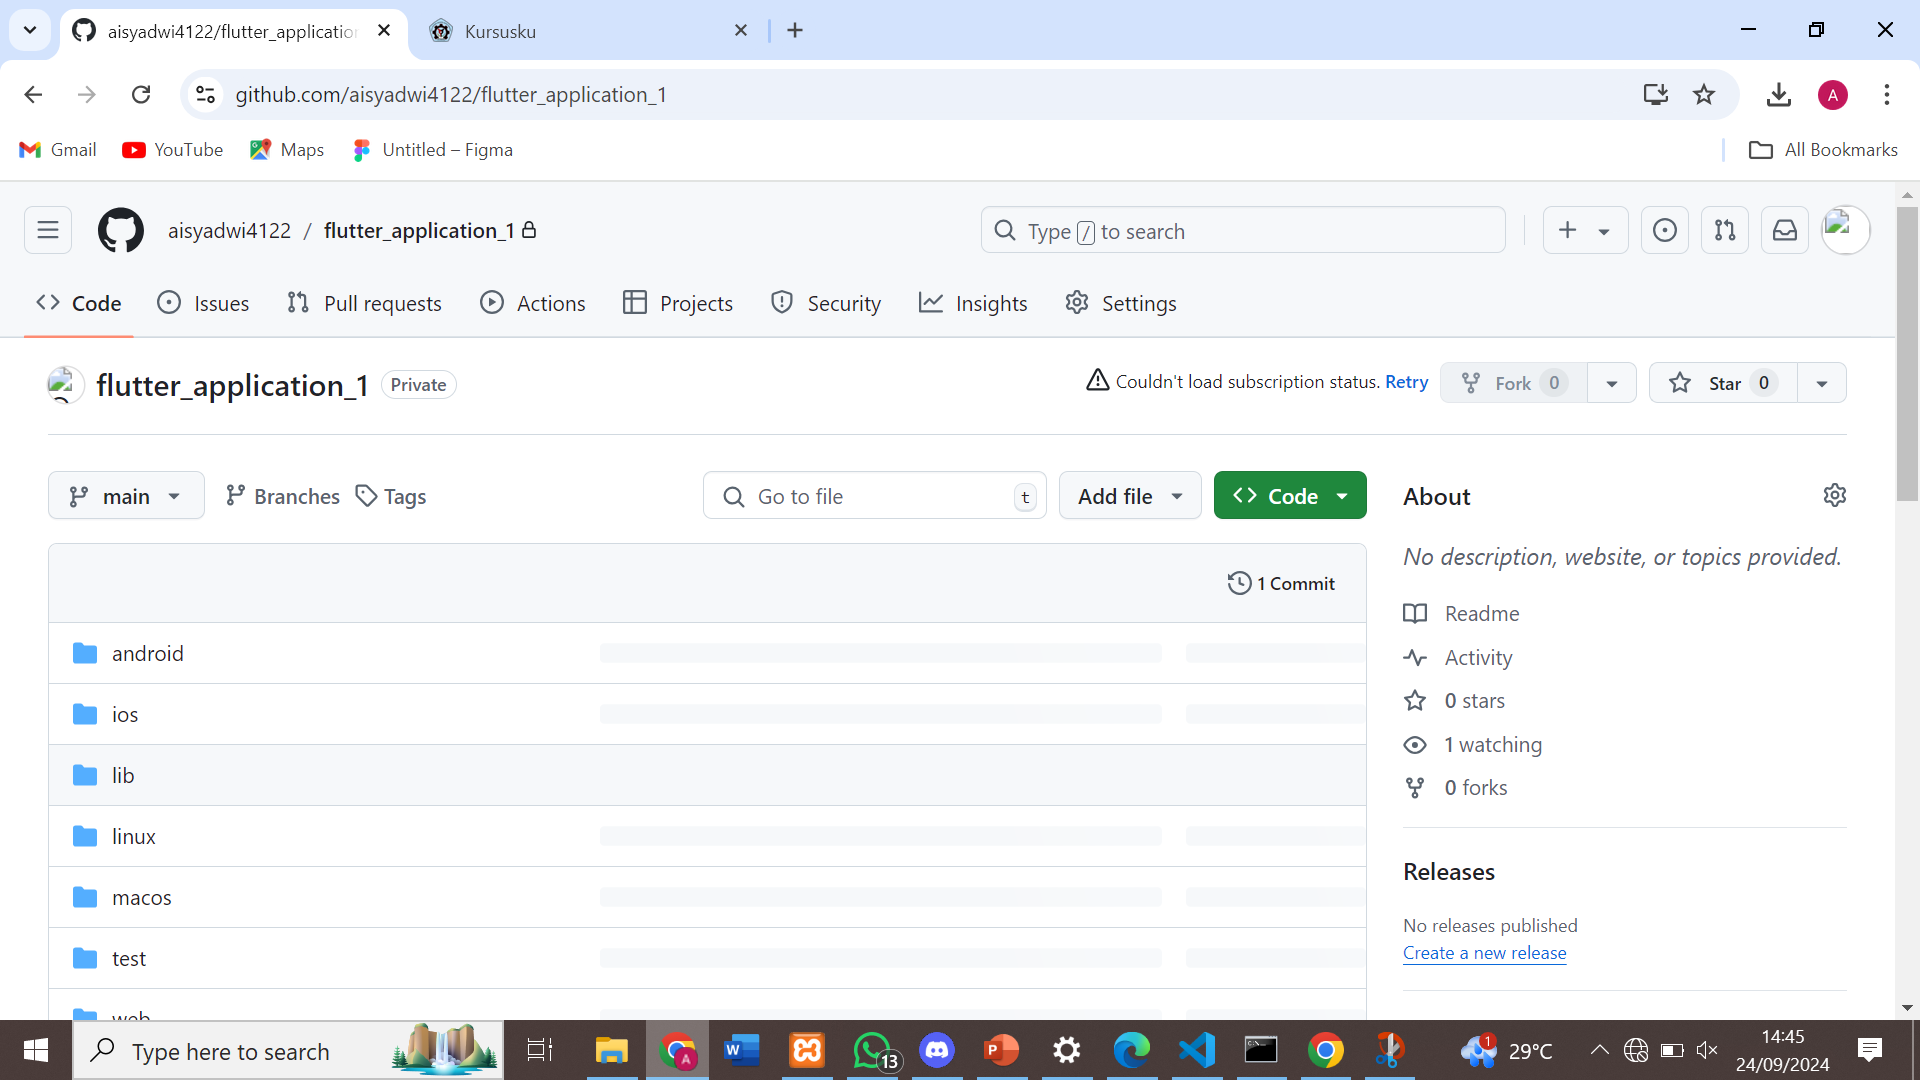 aisyadwi4122/flutter_application
Kursusku
github.com/aisyadwi4122/flutter_application_1
A
Gmail
YouTube
Maps
Untitled – Figma
All Bookmarks
aisyadwi4122 / flutter_application_1
Type / to search
Code
Issues
Pull requests
Actions
Projects
Security
Insights
Settings
flutter_application_1 Private
Couldn't load subscription status. Retry
Fork 0
Star 0
main
Branches
Tags
Go to file t
Add file
Code
1 Commit
android
ios
lib
linux
macos
test
web
About
No description, website, or topics provided.
Readme
Activity
0 stars
1 watching
0 forks
Releases
No releases published
Create a new release
Type here to search
A
W
13
P
1
29°C
14:45
24/09/2024